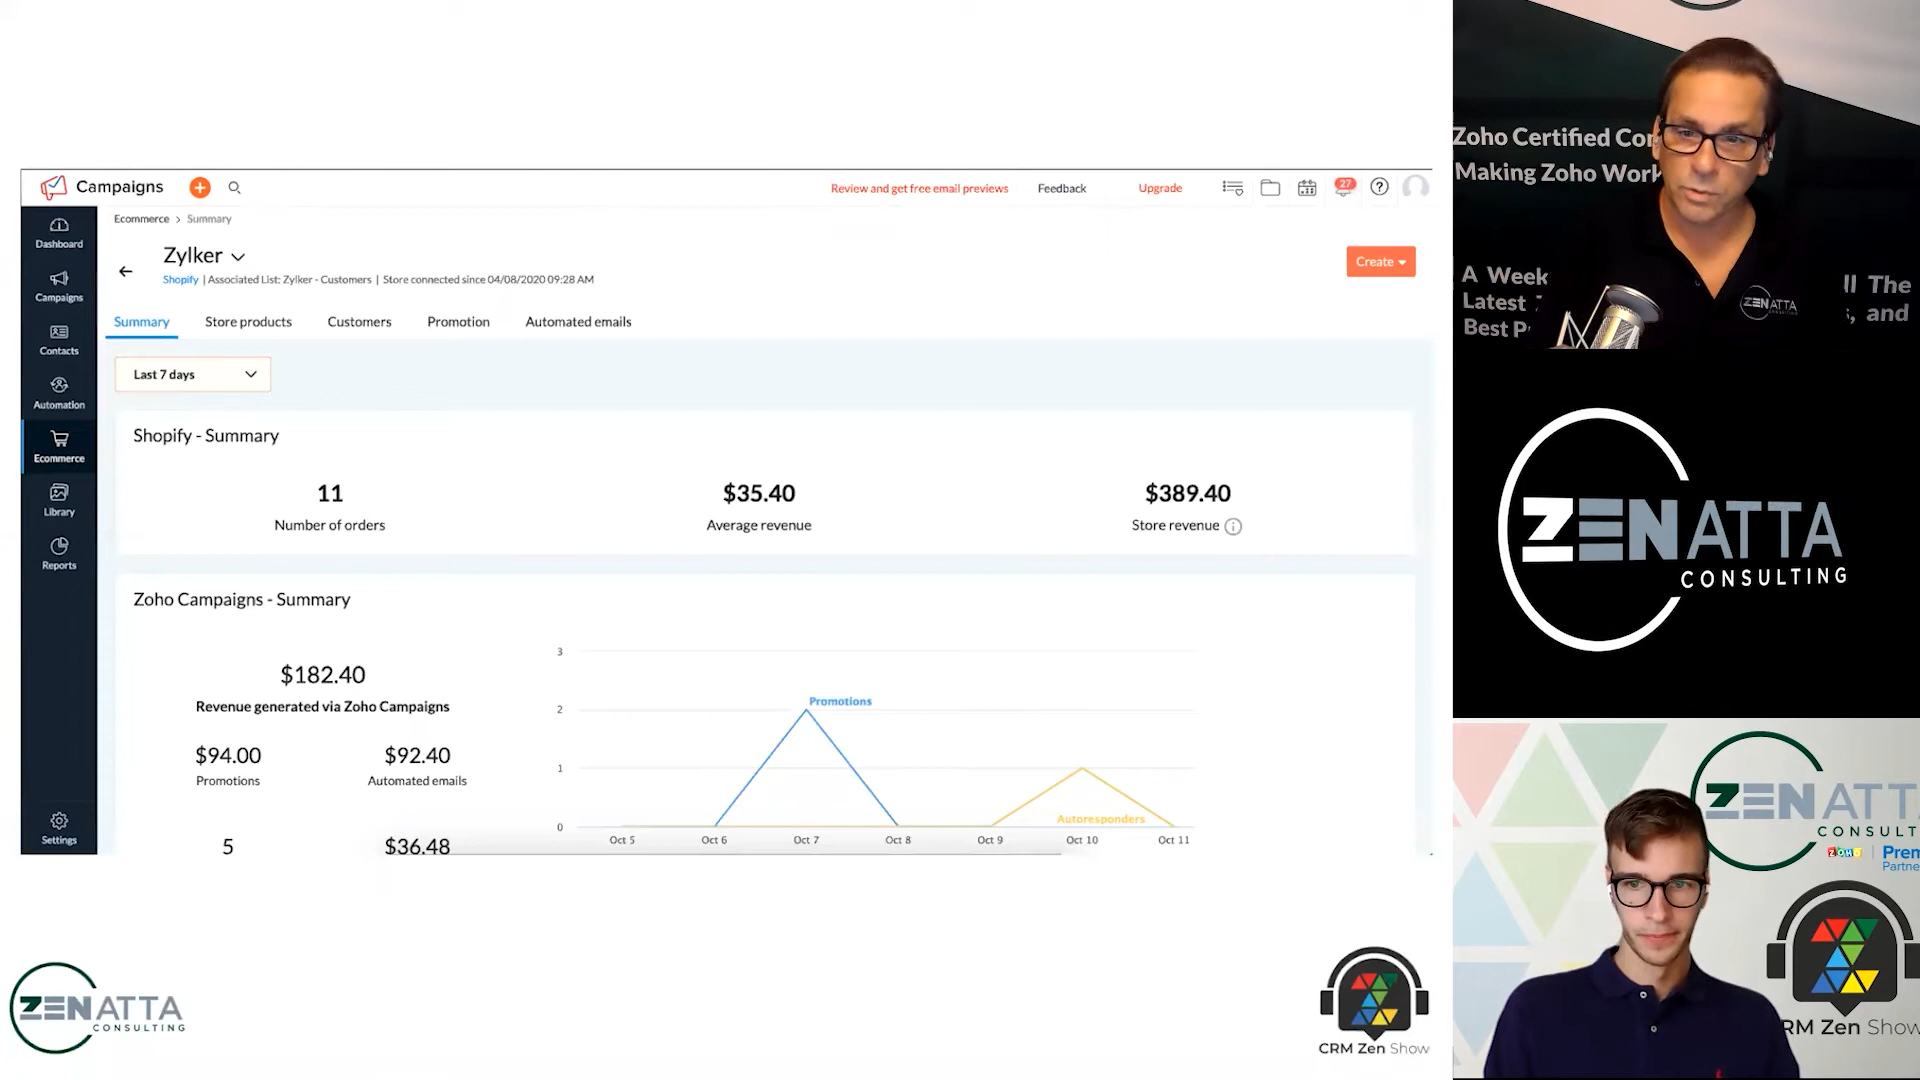 Campaigns
Review and get free email previews
Feedback
Upgrade
27
Dashboard
Campaigns
Contacts
Automation
Ecommerce
Library
Reports
Settings
Ecommerce > Summary
Zylker
Shopify | Associated List: Zylker - Customers | Store connected since 04/08/2020 09:28 AM
Create
Summary
Store products
Customers
Promotion
Automated emails
Last 7 days
Shopify - Summary
11
Number of orders
$35.40
Average revenue
$389.40
Store revenue
Zoho Campaigns - Summary
$182.40
Revenue generated via Zoho Campaigns
$94.00
Promotions
$92.40
Automated emails
5
$36.48
3
2
1
0
Promotions
Autoresponders
Oct 5
Oct 6
Oct 7
Oct 8
Oct 9
Oct 10
Oct 11
ZENATTA
CONSULTING
CRM Zen Show
Zoho Certified Con
Making Zoho Work
A Week
Latest
Best P
ll The
, and
ZENATTA
CONSULTING
ZENATTA
CONSULTING
ZENATT
CONSULT
ZOHO | Prem
Partne
RM Zen Show